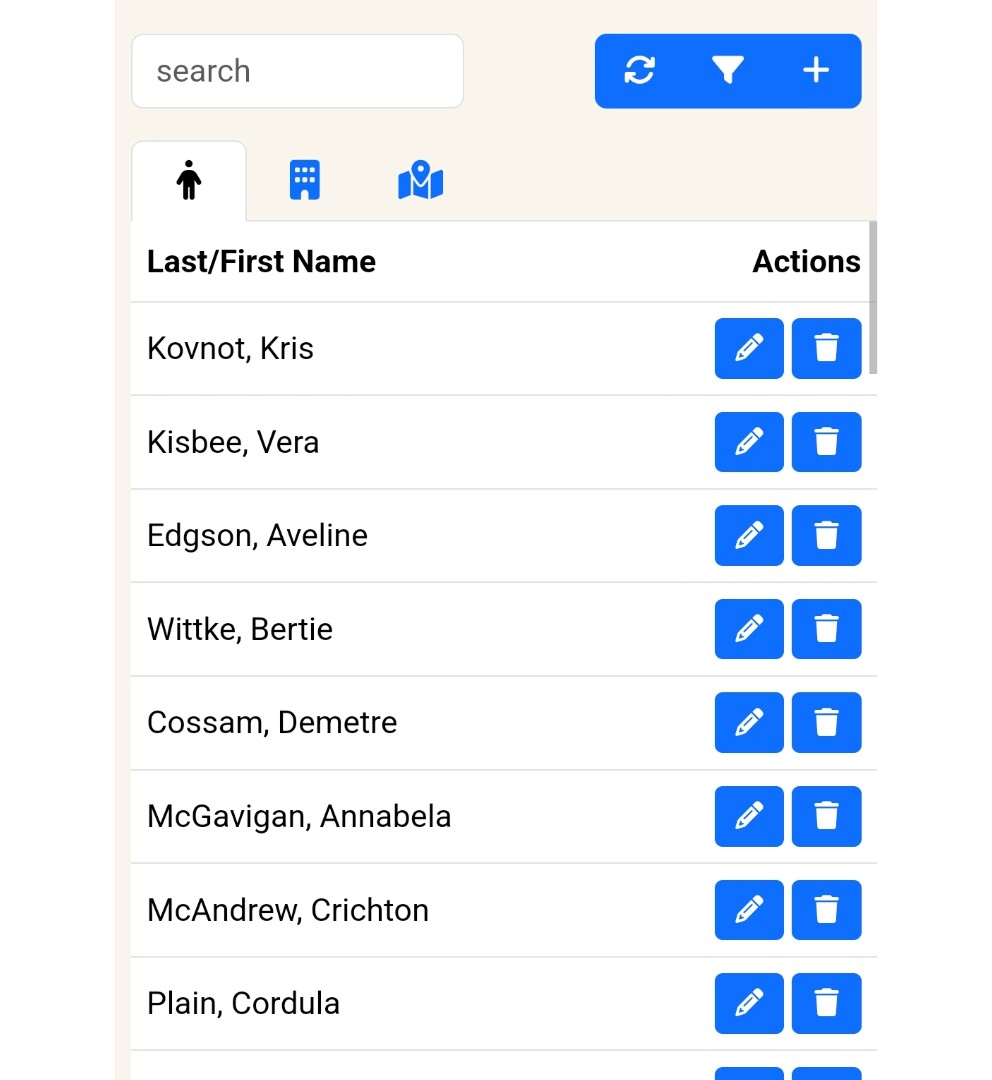 search
Last/First Name Actions
Kovnot, Kris
Kisbee, Vera
Edgson, Aveline
Wittke, Bertie
Cossam, Demetre
McGavigan, Annabela
McAndrew, Crichton
Plain, Cordula